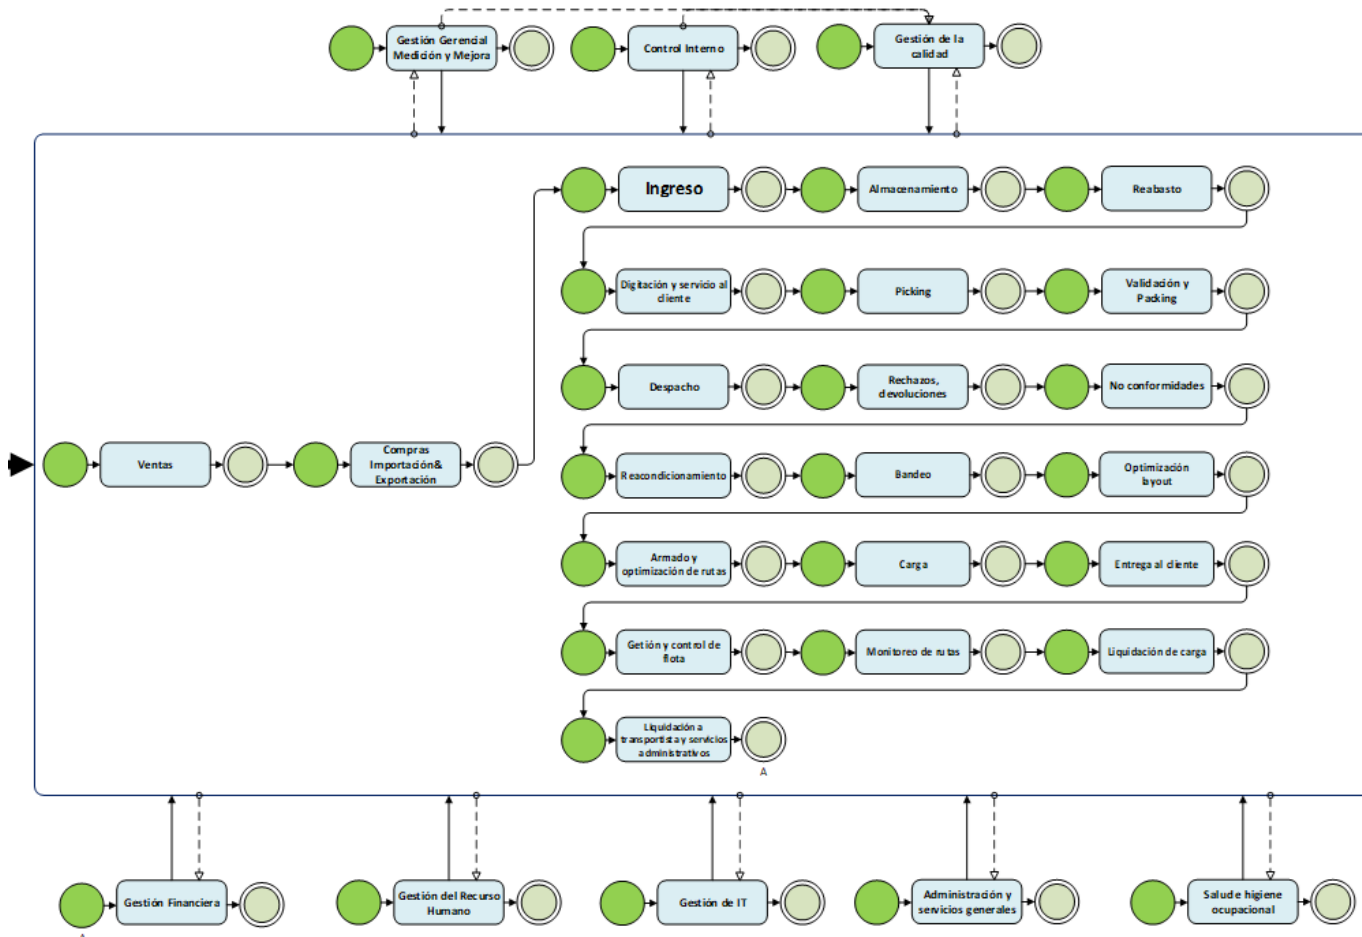 Gestión Gerencial
Medición y Mejora
Control Interno
Gestión de la
calidad
Ingreso
Almacenamiento
Reabasto
Digitación y servicio al
cliente
Picking
Validación y
Packing
Despacho
Rechazos,
devoluciones
No conformidades
Ventas
Compras
Importación&
Exportación
Reacondicionamiento
Bandeo
Optimización
layout
Armado y
optimización de rutas
Carga
Entrega al cliente
Getión y control de
flota
Monitoreo de rutas
Liquidación de carga
Liquidación a
transportista y servicios
administrativos
A
Gestión Financiera
Gestión del Recurso
Humano
Gestión de IT
Administración y
servicios generales
Salud e higiene
ocupacional